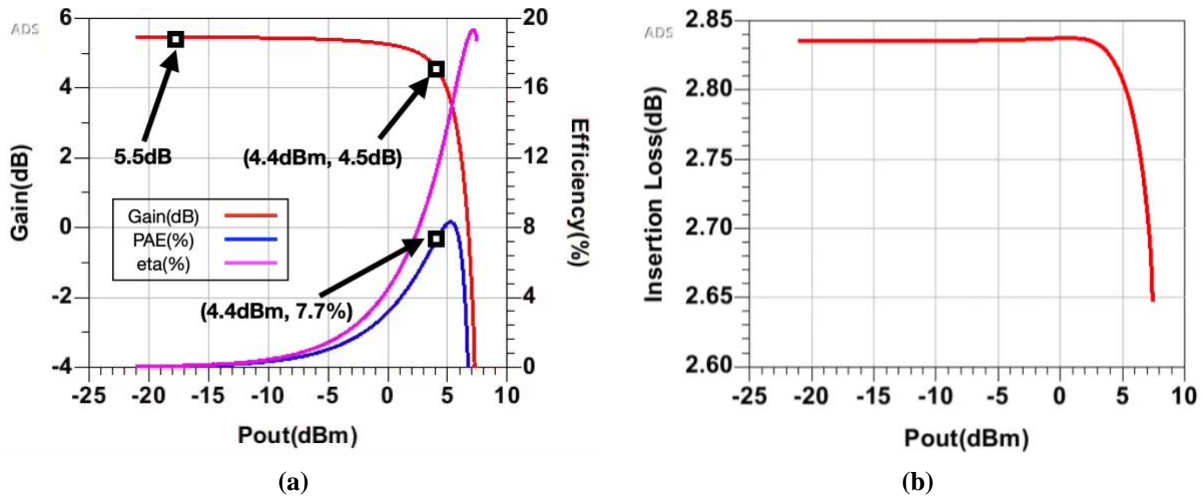 ADS
6
4
2
0
-2
-4
Gain(dB)
20
16
12
8
4
0
Efficiency(%)
5.5dB
(4.4dBm, 4.5dB)
Gain(dB)
PAE(%)
eta(%)
(4.4dBm, 7.7%)
-25 -20 -15 -10 -5 0 5 10
Pout(dBm)
(a)
ADS
2.85
2.80
2.75
2.70
2.65
2.60
Insertion Loss(dB)
-25 -20 -15 -10 -5 0 5 10
Pout(dBm)
(b)